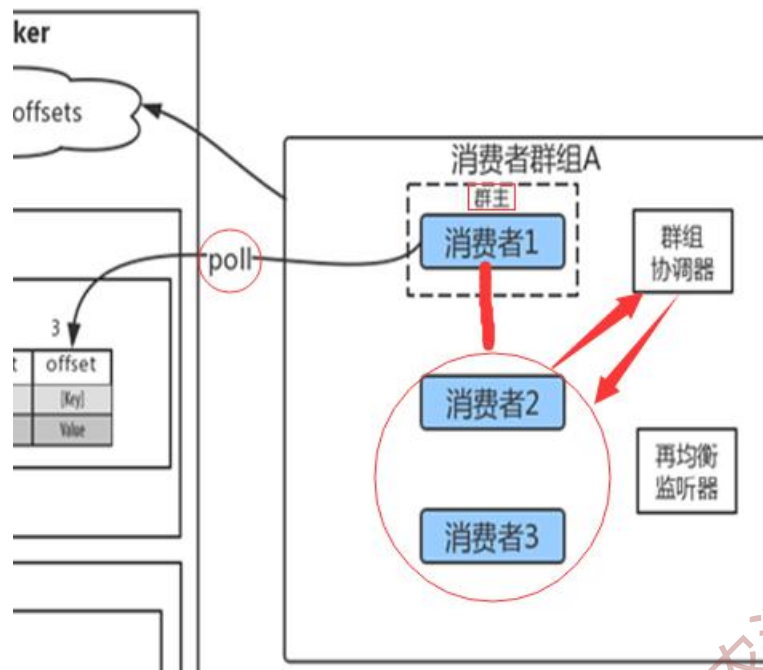 ker
offsets
消费者群组A
群主
消费者1
群组
协调器
poll
3
t
offset
[Key]
Value
消费者2
再均衡
监听器
消费者3